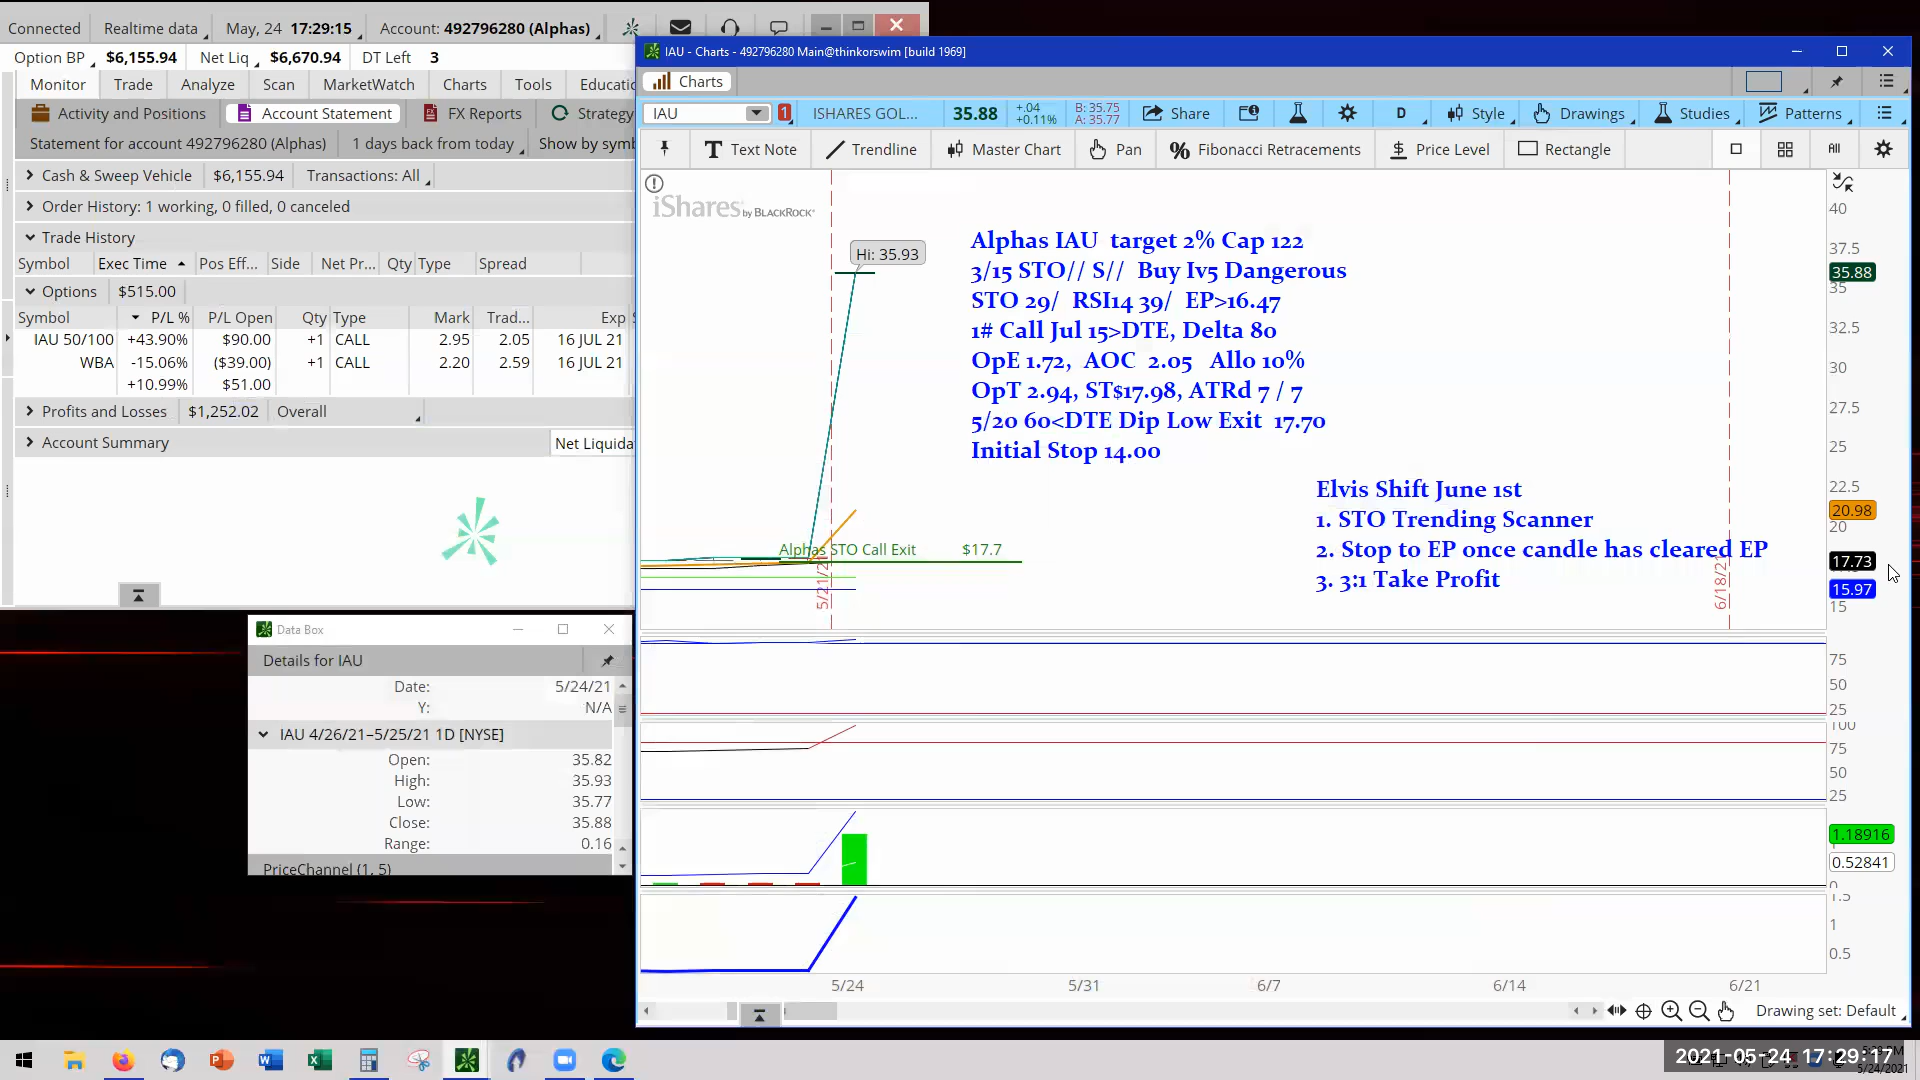 Connected Realtime data May, 24 17:29:15 Account: 492796280 (Alphas)
Option BP $6,155.94 Net Liq $6,670.94 DT Left 3
Monitor Trade Analyze Scan MarketWatch Charts Tools Educatio
Activity and Positions Account Statement FX Reports Strategy
Statement for account 492796280 (Alphas) 1 days back from today Show by symb
Cash & Sweep Vehicle $6,155.94 Transactions: All
Order History: 1 working, 0 filled, 0 canceled
Trade History
Symbol Exec Time Pos Eff... Side Net Pr... Qty Type Spread
Options $515.00
Symbol P/L % P/L Open Qty Type Mark Trad... Exp
IAU 50/100 +43.90% $90.00 +1 CALL 2.95 2.05 16 JUL 21
WBA -15.06% ($39.00) +1 CALL 2.20 2.59 16 JUL 21
+10.99% $51.00
Profits and Losses $1,252.02 Overall
Account Summary Net Liquida
Data Box
Details for IAU
Date: 5/24/21
Y: N/A
IAU 4/26/21–5/25/21 1D [NYSE]
Open: 35.82
High: 35.93
Low: 35.77
Close: 35.88
Range: 0.16
PriceChannel (1, 5)
IAU - Charts - 492796280 Main@thinkorswim [build 1969]
Charts
IAU 1 ISHARES GOL... 35.88 +.04 +0.11% B: 35.75 A: 35.77 Share D Style Drawings Studies Patterns
Text Note Trendline Master Chart Pan Fibonacci Retracements Price Level Rectangle All
iShares by BLACKROCK
Hi: 35.93
Alphas IAU target 2% Cap 122
3/15 STO// S// Buy Iv5 Dangerous
STO 29/ RSI14 39/ EP>16.47
1# Call Jul 15>DTE, Delta 80
OpE 1.72, AOC 2.05 Allo 10%
OpT 2.94, ST$17.98, ATRd 7 / 7
5/20 60<DTE Dip Low Exit 17.70
Initial Stop 14.00
Elvis Shift June 1st
1. STO Trending Scanner
2. Stop to EP once candle has cleared EP
3. 3:1 Take Profit
Alphas STO Call Exit $17.7
5/21/21
6/18/21
40
37.5
35.88
35
32.5
30
27.5
25
22.5
20.98
20
17.73
15.97
15
75
50
25
100
75
50
25
1.18916
0.52841
0
1.5
1
0.5
5/24 5/31 6/7 6/14 6/21
Drawing set: Default
2021-05-24 17:29:17
5/24/2021